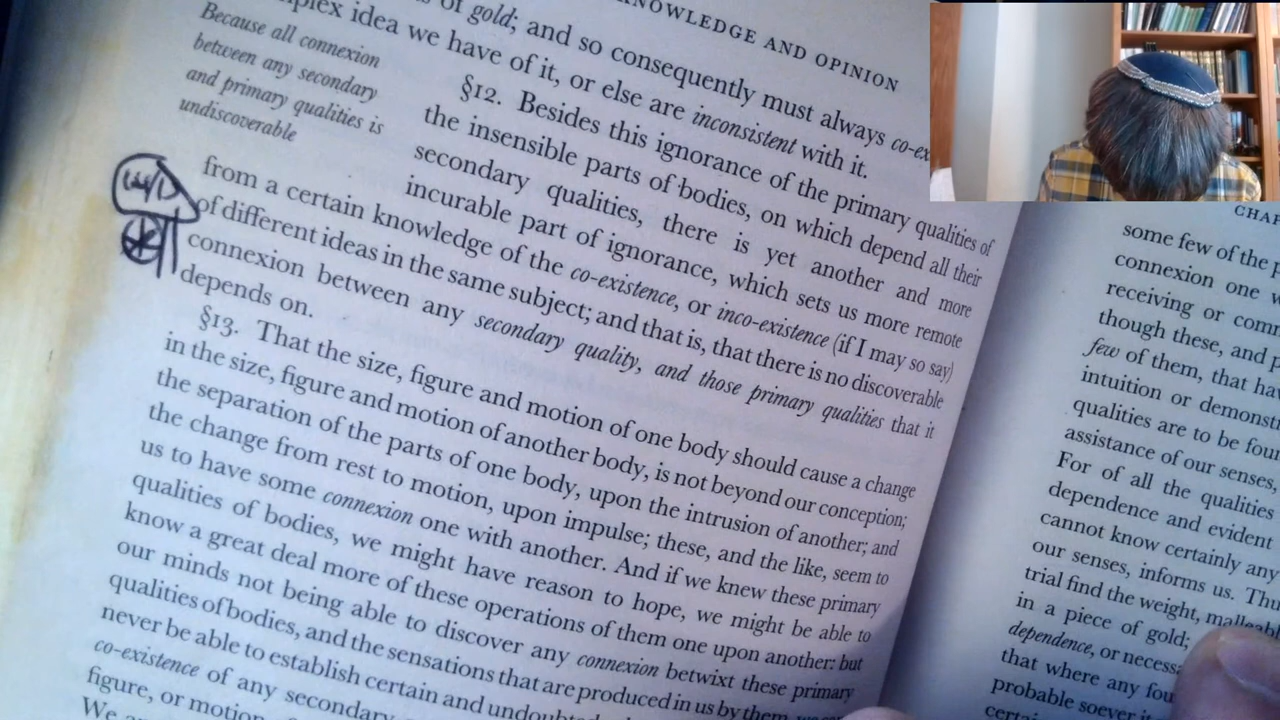 KNOWLEDGE AND OPINION
of gold; and so consequently must always
idea we have of it, or else are inconsistent with it.
Because all connexion
between any secondary
and primary qualities is
undiscoverable
§12. Besides this ignorance of the primary qualities of
the insensible parts of bodies, on which depend all their
secondary qualities, there is yet another and more
incurable part of ignorance, which sets us more remote
from a certain knowledge of the co-existence, or inco-existence (if I may so say)
of different ideas in the same subject; and that is, that there is no discoverable
connexion between any secondary quality, and those primary qualities that it
depends on.
§13. That the size, figure and motion of one body should cause a change
in the size, figure and motion of another body, is not beyond our conception;
the separation of the parts of one body, upon the intrusion of another; and
the change from rest to motion, upon impulse; these, and the like, seem to
us to have some connexion one with another. And if we knew these primary
qualities of bodies, we might have reason to hope, we might be able to
know a great deal more of these operations of them one upon another: but
our minds not being able to discover any connexion betwixt these primary
qualities of bodies, and the sensations that are produced in us by them,
never be able to establish certain and
co-existence of any secondary
figure, or motion
We
some few of the
connexion one
receiving or
though these, and
few of them, that
intuition or
qualities are to be
assistance of our senses,
For of all the qualities
dependence and evident
cannot know certainly any
our senses, informs us.
trial find the weight,
in a piece of gold;
dependence, or
that where any
probable soever